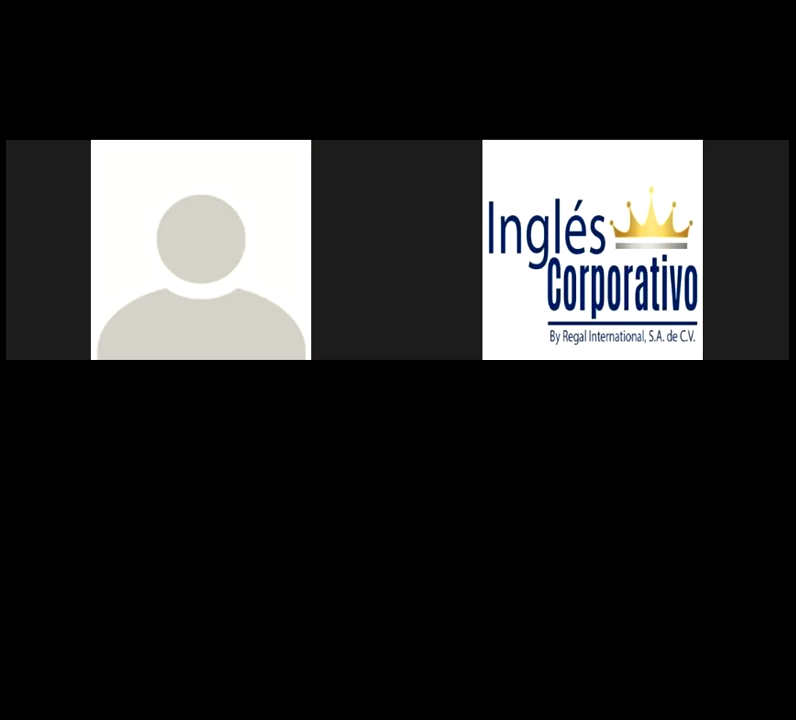 Inglés
Corporativo
By Regal International, S.A. de C.V.